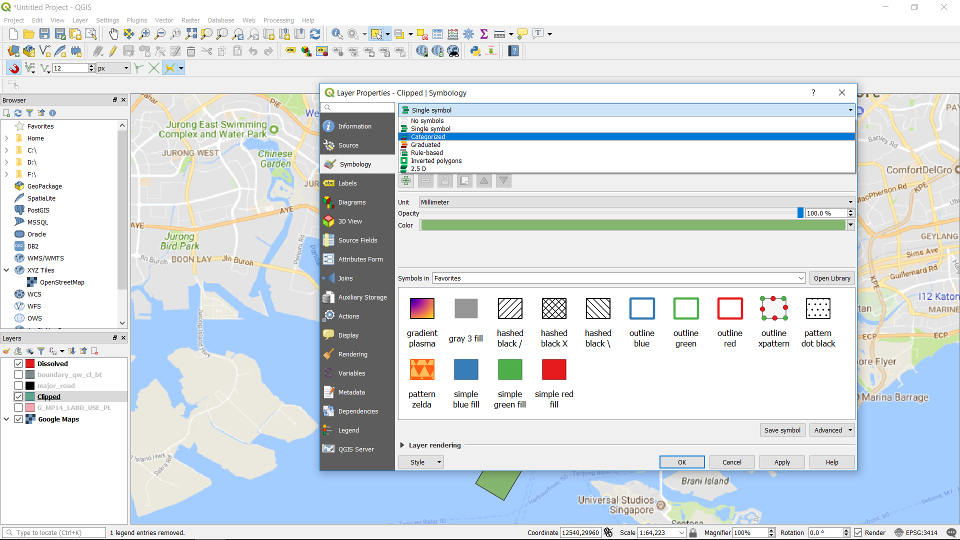 *Untitled Project - QGIS
Project Edit View Layer Settings Plugins Vector Raster Database Web Processing Help
12 px
Browser
Favorites
Home
C:\
D:\
F:\
GeoPackage
SpatiaLite
PostGIS
MSSQL
Oracle
DB2
WMS/WMTS
XYZ Tiles
OpenStreetMap
WCS
WFS
OWS
Layers
Dissolved
boundary_qw_cl_bt
major_road
Clipped
G_MP14_LAND_USE_PL
Google Maps
Jurong East Swimming
Complex and Water Park
JURONG WEST
Chinese
Garden
AYE
PIE
Jurong
Bird Park
BOON LAY
Jln Buroh
Jln Buroh
Layer Properties - Clipped | Symbology
Information
Source
Symbology
Labels
Diagrams
3D View
Source Fields
Attributes Form
Joins
Auxiliary Storage
Actions
Display
Rendering
Variables
Metadata
Dependencies
Legend
QGIS Server
Single symbol
No symbols
Single symbol
Categorized
Graduated
Rule-based
Inverted polygons
2.5 D
Unit Millimeter
Opacity 100.0 %
Color
Symbols in Favorites Open Library
gradient plasma
gray 3 fill
hashed black /
hashed black X
hashed black \
outline blue
outline green
outline red
outline xpattern
pattern dot black
pattern zelda
simple blue fill
simple green fill
simple red fill
Save symbol Advanced
Layer rendering
Style OK Cancel Apply Help
Bartley Rd
ComfortDelGro
GEYLANG
I12 Katong
Marina Barrage
Brani Island
Universal Studios
Singapore
Type to locate (Ctrl+K) 1 legend entries removed. Coordinate 12540,29960 Scale 1:64,223 Magnifier 100% Rotation 0.0 ° Render EPSG:3414